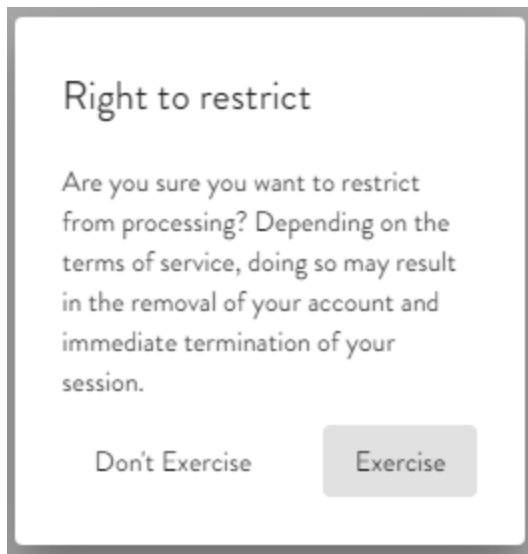 Right to restrict
Are you sure you want to restrict
from processing? Depending on the
terms of service, doing so may result
in the removal of your account and
immediate termination of your
session.
Don't Exercise
Exercise